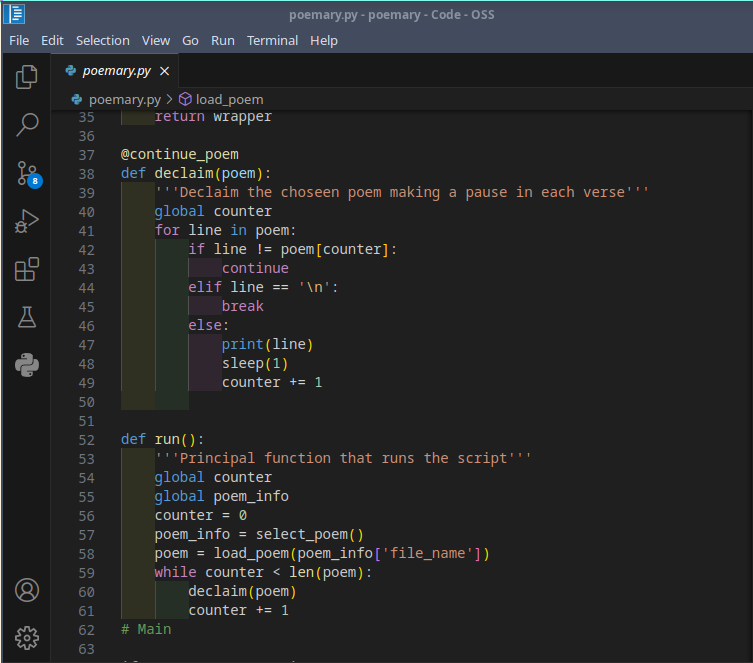 poemary.py - poemary - Code - OSS
File Edit Selection View Go Run Terminal Help
poemary.py
poemary.py > load_poem
35         return wrapper
36
37 @continue_poem
38 def declaim(poem):
39     '''Declaim the choseen poem making a pause in each verse'''
40     global counter
41     for line in poem:
42         if line != poem[counter]:
43             continue
44         elif line == '\n':
45             break
46         else:
47             print(line)
48             sleep(1)
49             counter += 1
50
51
52 def run():
53     '''Principal function that runs the script'''
54     global counter
55     global poem_info
56     counter = 0
57     poem_info = select_poem()
58     poem = load_poem(poem_info['file_name'])
59     while counter < len(poem):
60         declaim(poem)
61         counter += 1
62 # Main
63
8